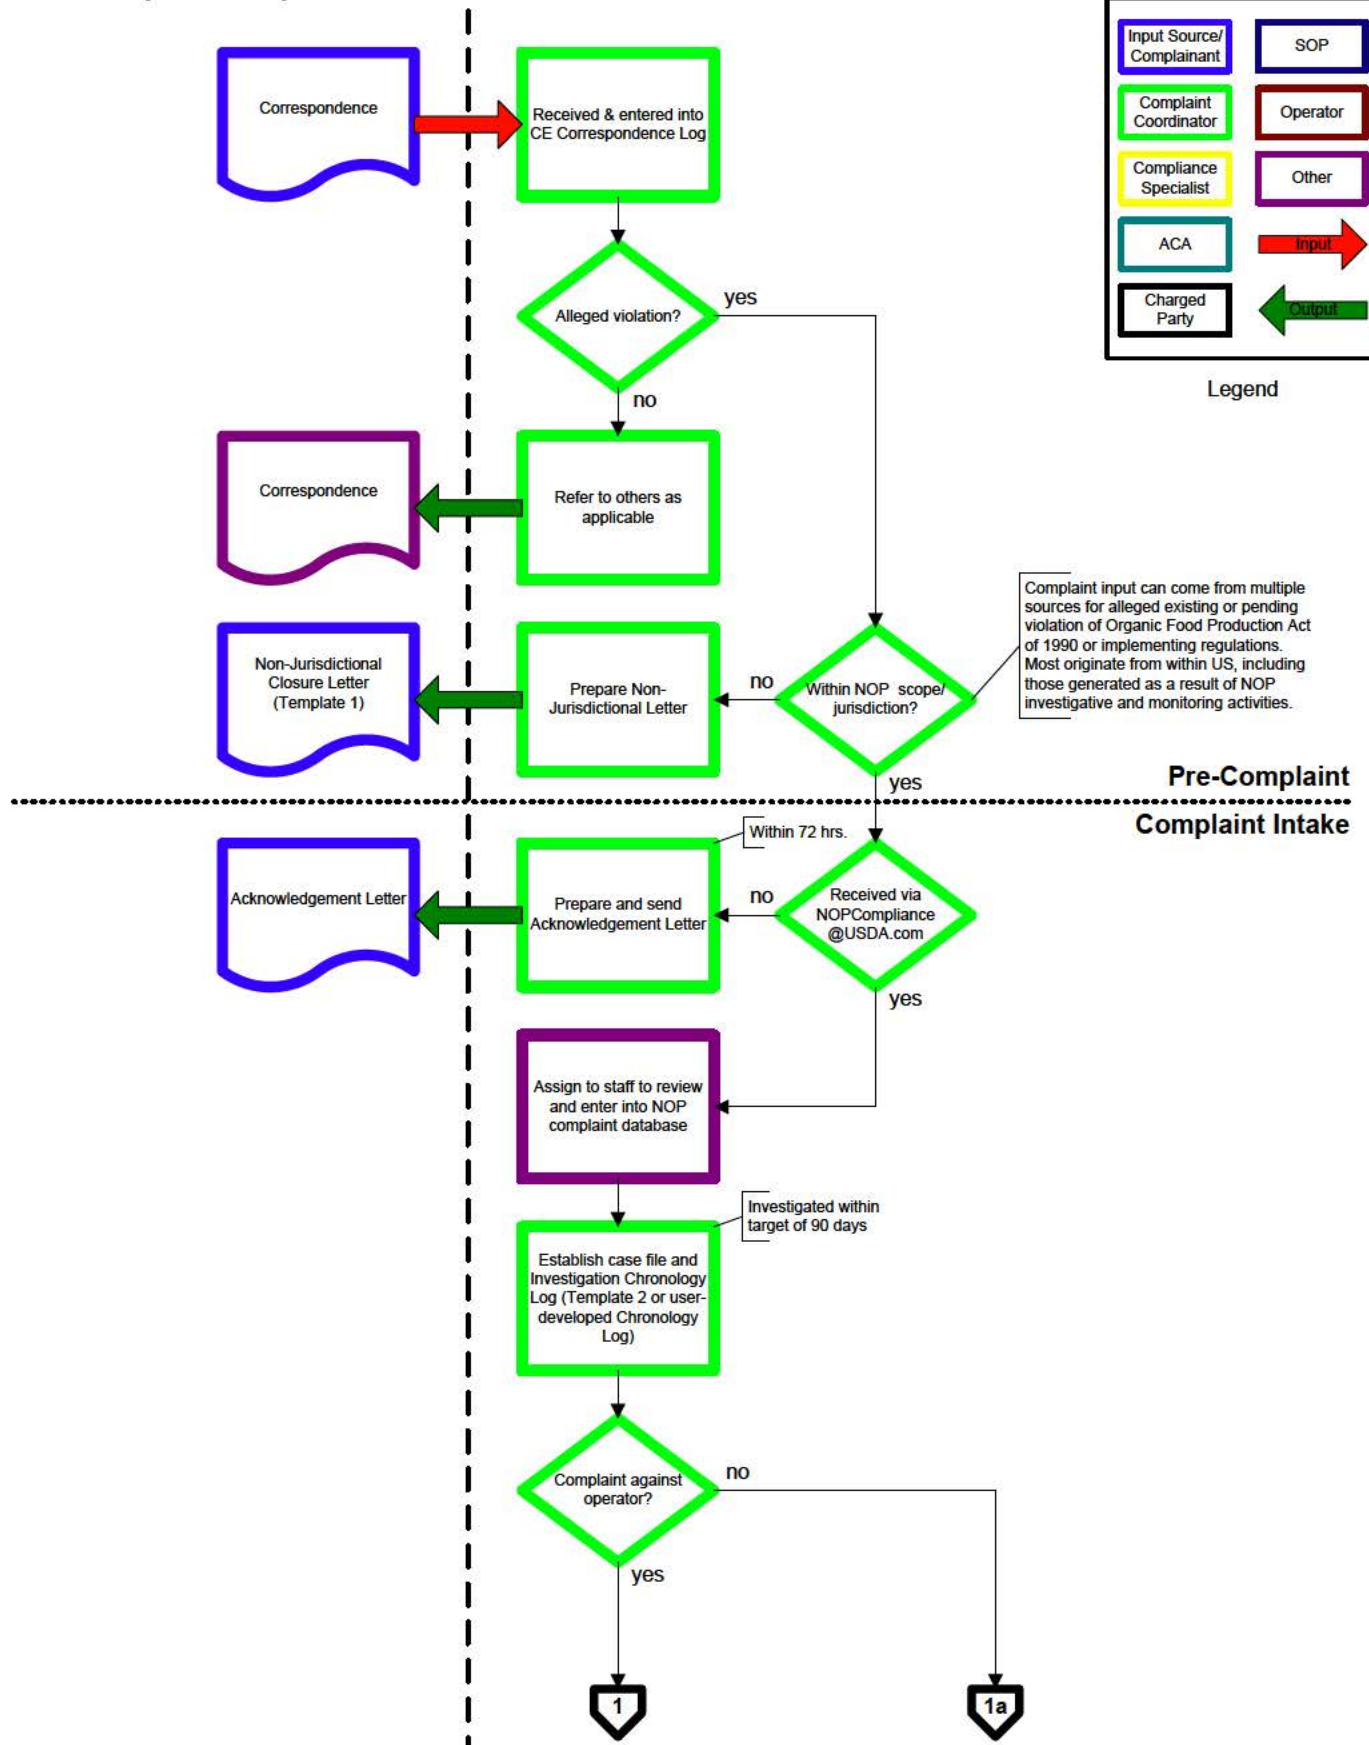 Input Source/
Complainant
SOP
Complaint
Coordinator
Operator
Compliance
Specialist
Other
ACA
Input
Charged
Party
Output
Legend
Correspondence
Received & entered into
CE Correspondence Log
Alleged violation?
yes
no
Correspondence
Refer to others as
applicable
Complaint input can come from multiple
sources for alleged existing or pending
violation of Organic Food Production Act
of 1990 or implementing regulations.
Most originate from within US, including
those generated as a result of NOP
investigative and monitoring activities.
Non-Jurisdictional
Closure Letter
(Template 1)
Prepare Non-
Jurisdictional Letter
no
Within NOP scope/
jurisdiction?
yes
Pre-Complaint
Complaint Intake
Within 72 hrs.
Acknowledgement Letter
Prepare and send
Acknowledgement Letter
no
Received via
NOPCompliance
@USDA.com
yes
Assign to staff to review
and enter into NOP
complaint database
Investigated within
target of 90 days
Establish case file and
Investigation Chronology
Log (Template 2 or user-
developed Chronology
Log)
Complaint against
operator?
no
yes
1
1a